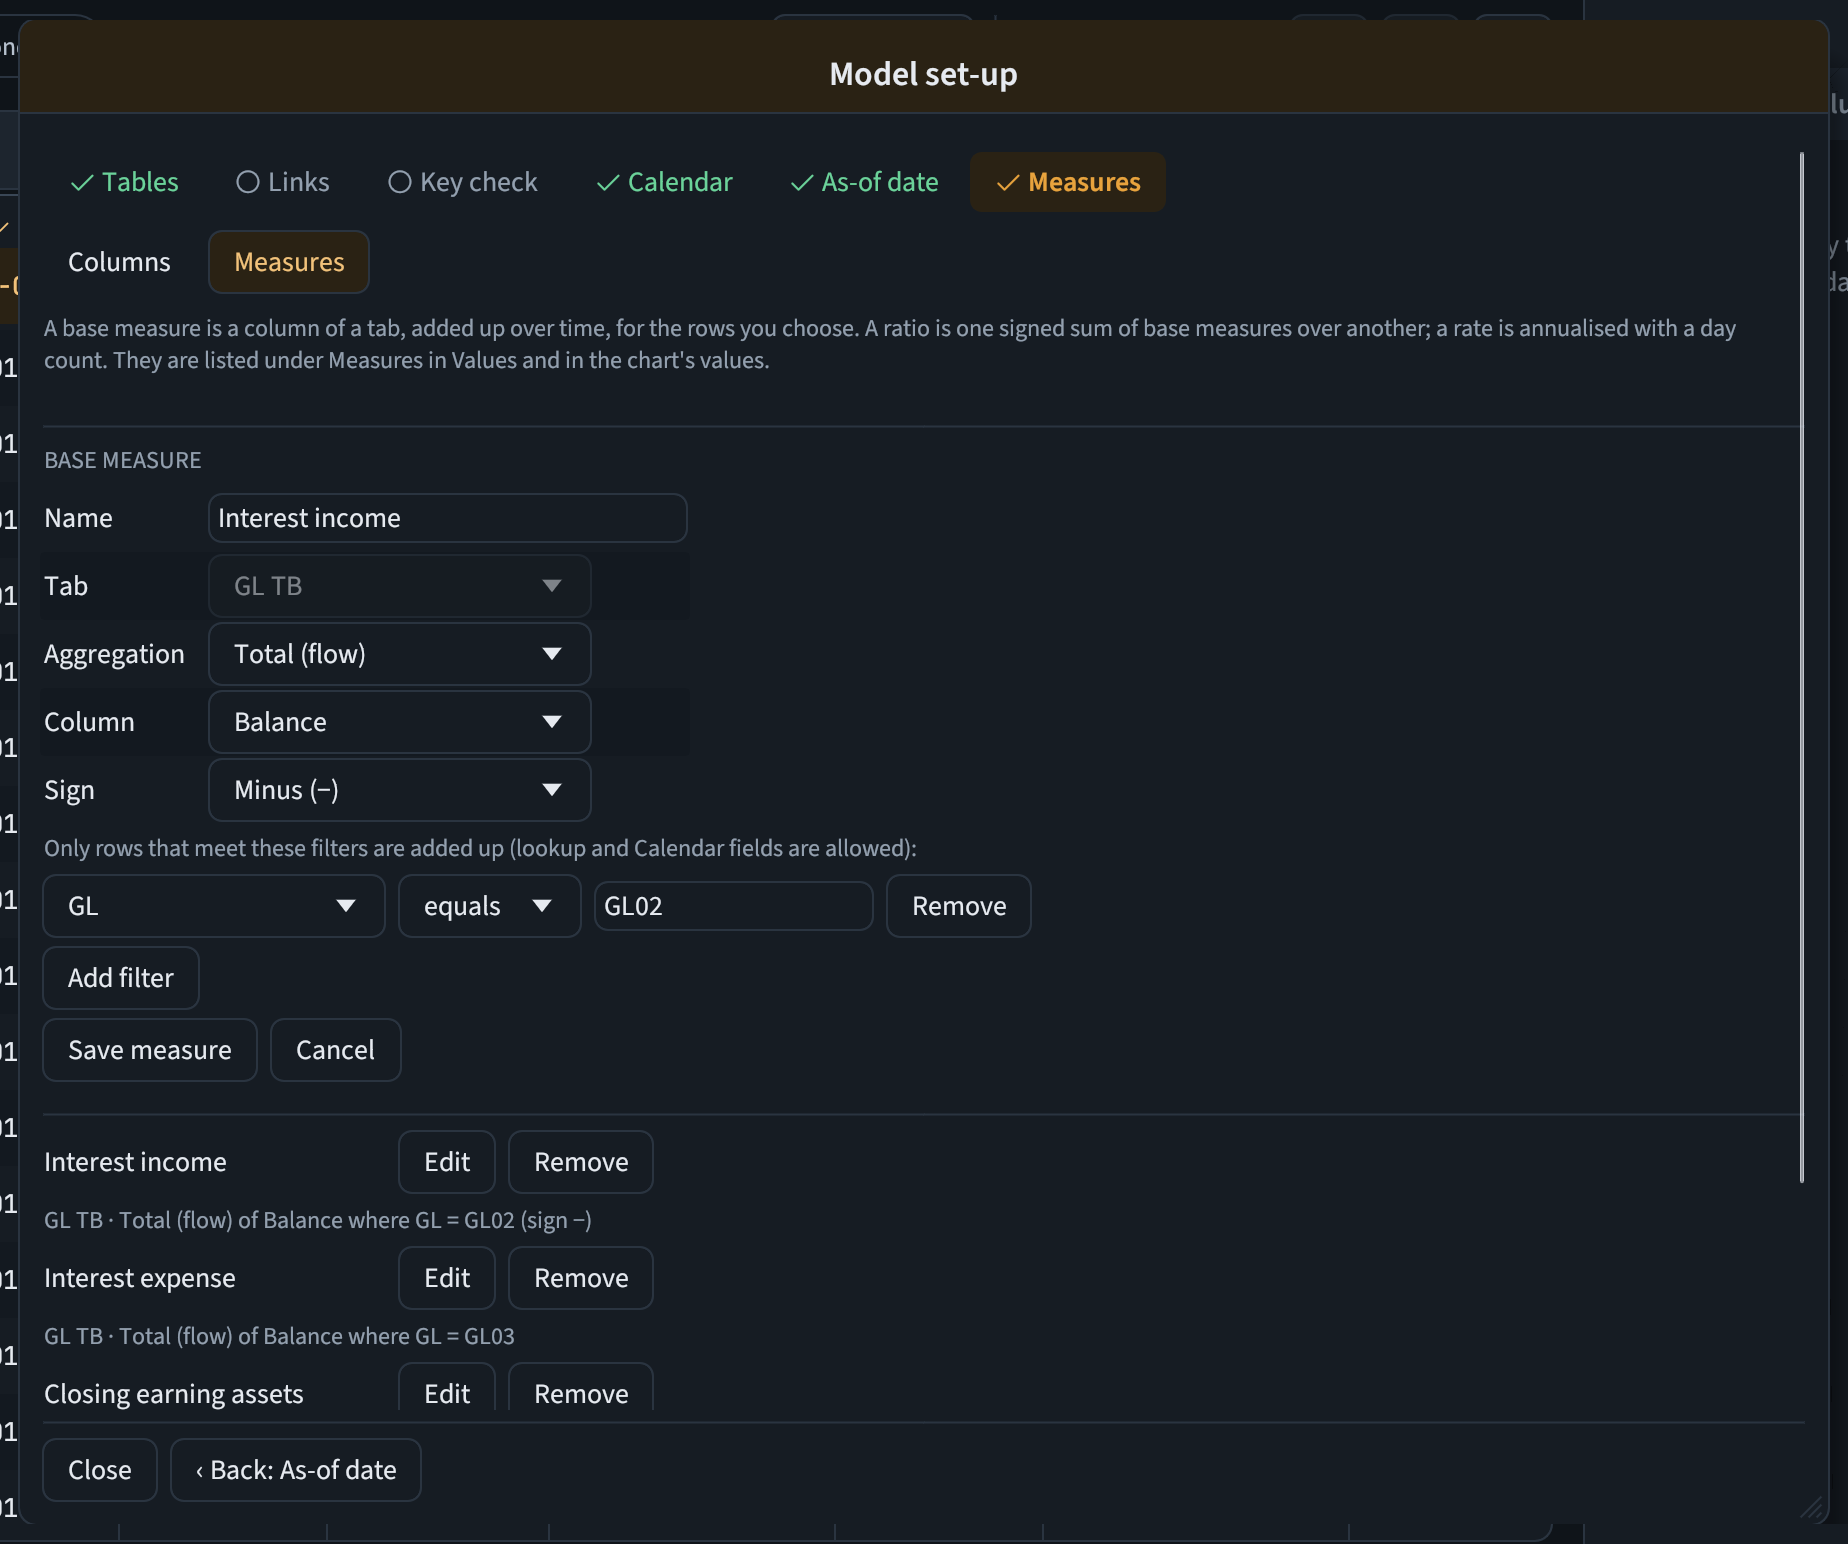 Model set-up
Tables Links Key check Calendar As-of date Measures
Columns Measures
A base measure is a column of a tab, added up over time, for the rows you choose. A ratio is one signed sum of base measures over another; a rate is annualised with a day
count. They are listed under Measures in Values and in the chart's values.
BASE MEASURE
Name Interest income
Tab GL TB
Aggregation Total (flow)
Column Balance
Sign Minus (−)
Only rows that meet these filters are added up (lookup and Calendar fields are allowed):
GL equals GL02 Remove
Add filter
Save measure Cancel
Interest income Edit Remove
GL TB · Total (flow) of Balance where GL = GL02 (sign −)
Interest expense Edit Remove
GL TB · Total (flow) of Balance where GL = GL03
Closing earning assets Edit Remove
Close ‹ Back: As-of date